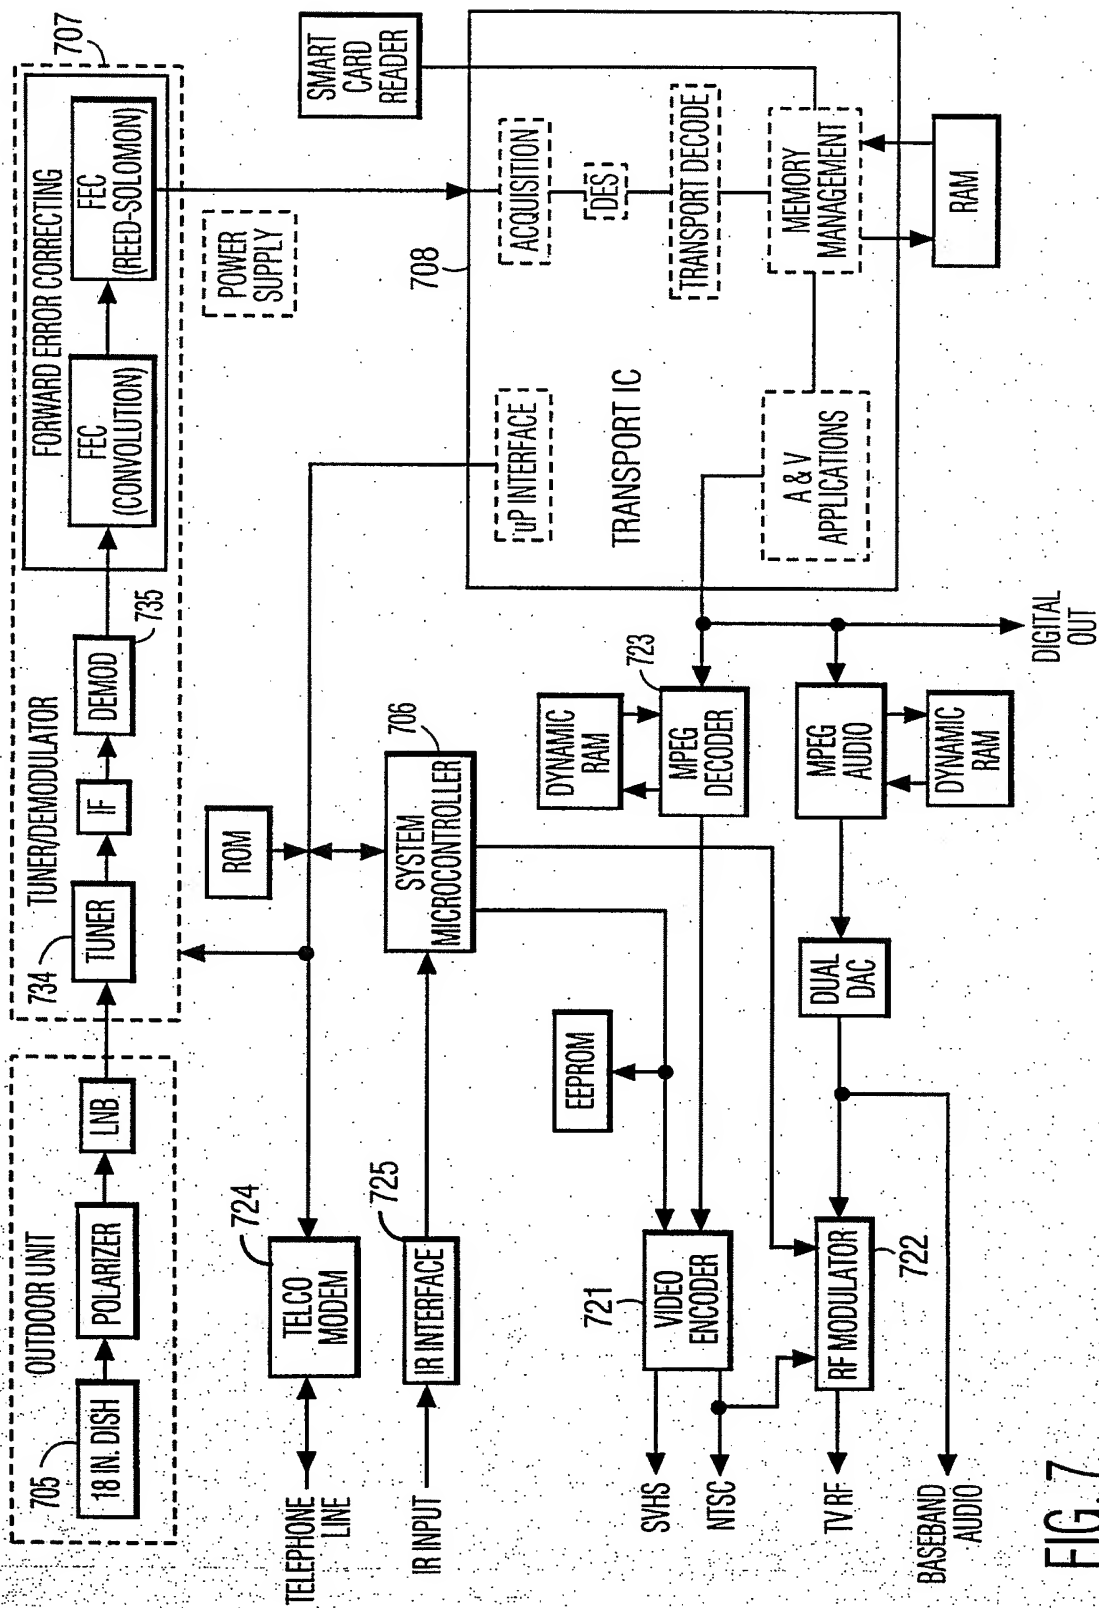 OUTDOOR UNIT
705
18 IN. DISH
POLARIZER
LNB
TUNER/DEMODULATOR
734
TUNER
IF
DEMOD
735
FORWARD ERROR CORRECTING
FEC
(CONVOLUTION)
FEC
(REED-SOLOMON)
707
POWER
SUPPLY
SMART
CARD
READER
TELEPHONE
LINE
TELCO
MODEM
724
ROM
IR INPUT
IR INTERFACE
725
SYSTEM
MICROCONTROLLER
706
708
uP INTERFACE
ACQUISITION
DES
TRANSPORT DECODE
TRANSPORT IC
MEMORY
MANAGEMENT
A & V
APPLICATIONS
RAM
EEPROM
DYNAMIC
RAM
723
MPEG
DECODER
721
VIDEO
ENCODER
SVHS
NTSC
TV RF
RF MODULATOR
722
DUAL
DAC
MPEG
AUDIO
DYNAMIC
RAM
BASEBAND
AUDIO
DIGITAL
OUT
FIG. 7